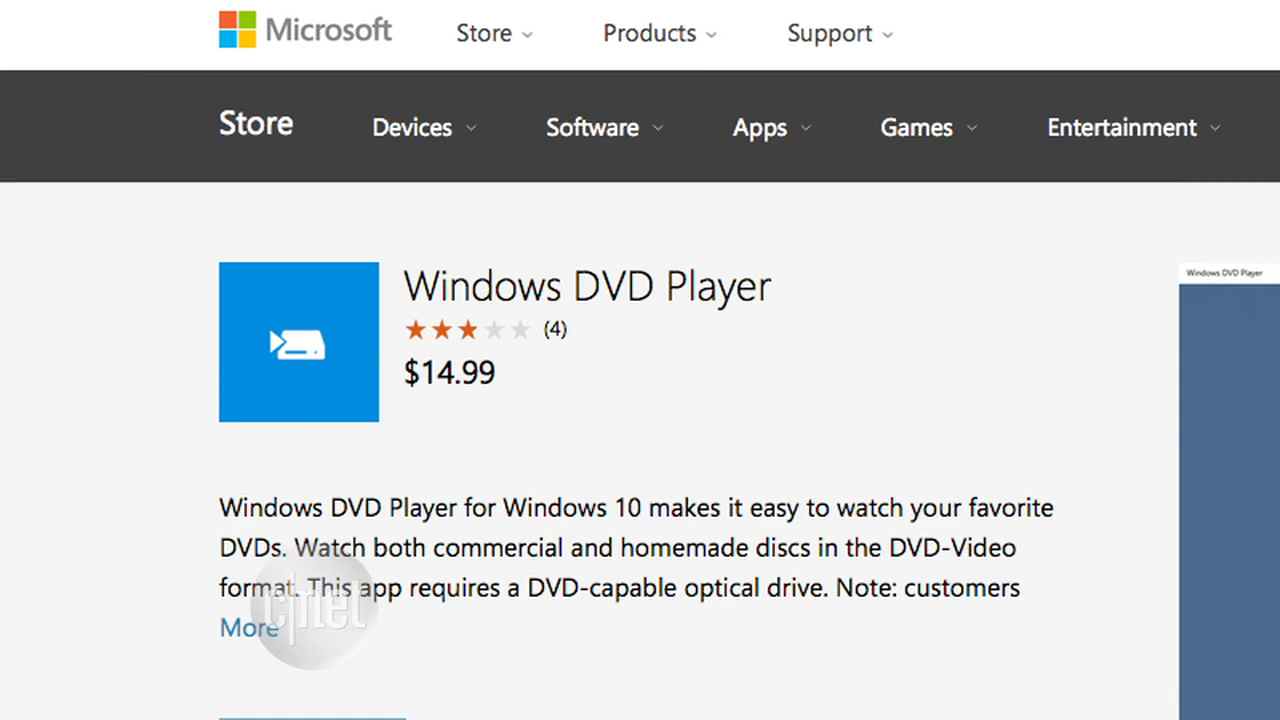 Microsoft Store Products Support
Store Devices Software Apps Games Entertainment
Windows DVD Player
(4)
$14.99
Windows DVD Player for Windows 10 makes it easy to watch your favorite
DVDs. Watch both commercial and homemade discs in the DVD-Video
format. This app requires a DVD-capable optical drive. Note: customers
More
c|net
Windows DVD Player